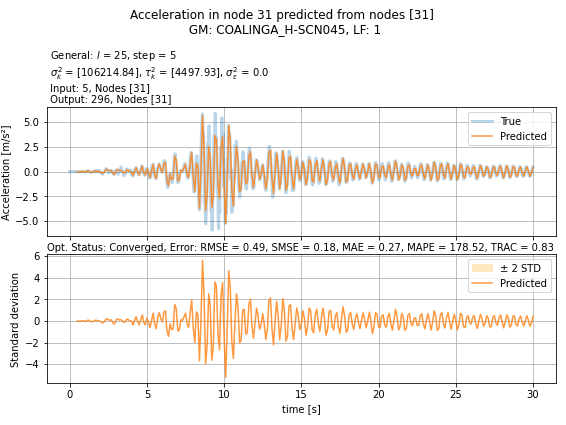 Acceleration in node 31 predicted from nodes [31]
GM: COALINGA_H-SCN045, LF: 1
General: l = 25, step = 5
σ²ₖ = [106214.84], τ²ₖ = [4497.93], σ²ε = 0.0
Input: 5, Nodes [31]
Output: 296, Nodes [31]
Acceleration [m/s²]
5.0
2.5
0.0
−2.5
−5.0
True
Predicted
Opt. Status: Converged, Error: RMSE = 0.49, SMSE = 0.18, MAE = 0.27, MAPE = 178.52, TRAC = 0.83
Standard deviation
6
4
2
0
−2
−4
± 2 STD
Predicted
0 5 10 15 20 25 30
time [s]